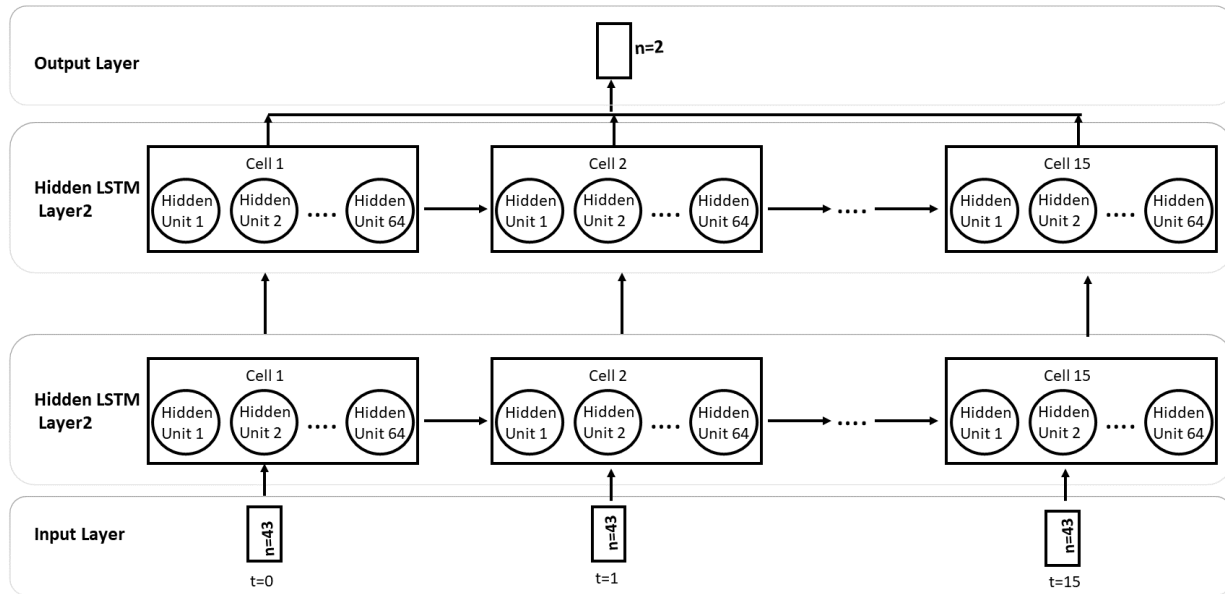 n=2
Output Layer
Cell 1
Cell 2
Cell 15
Hidden LSTM
Layer2
Hidden
Unit 1
Hidden
Unit 2
....
Hidden
Unit 64
Hidden
Unit 1
Hidden
Unit 2
....
Hidden
Unit 64
....
Hidden
Unit 1
Hidden
Unit 2
....
Hidden
Unit 64
Cell 1
Cell 2
Cell 15
Hidden LSTM
Layer2
Hidden
Unit 1
Hidden
Unit 2
....
Hidden
Unit 64
Hidden
Unit 1
Hidden
Unit 2
....
Hidden
Unit 64
....
Hidden
Unit 1
Hidden
Unit 2
....
Hidden
Unit 64
Input Layer
n=43
n=43
n=43
t=0
t=1
t=15